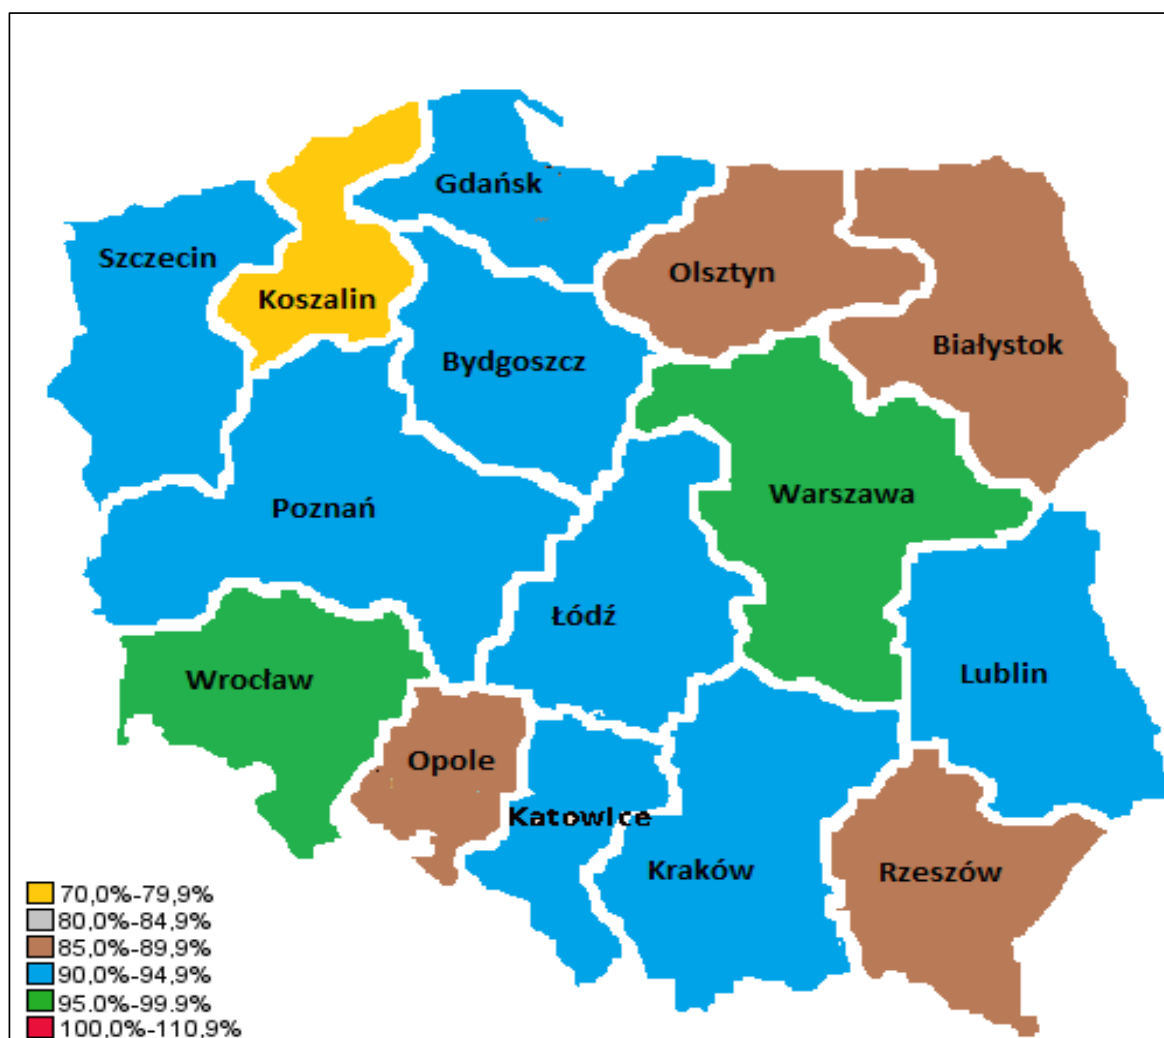 Gdańsk
Szczecin
Olsztyn
Koszalin
Białystok
Bydgoszcz
Warszawa
Poznań
Łódź
Lublin
Wrocław
Opole
Katowice
Kraków
Rzeszów
70,0%-79,9%
80,0%-84,9%
85,0%-89,9%
90,0%-94,9%
95.0%-99.9%
100,0%-110,9%